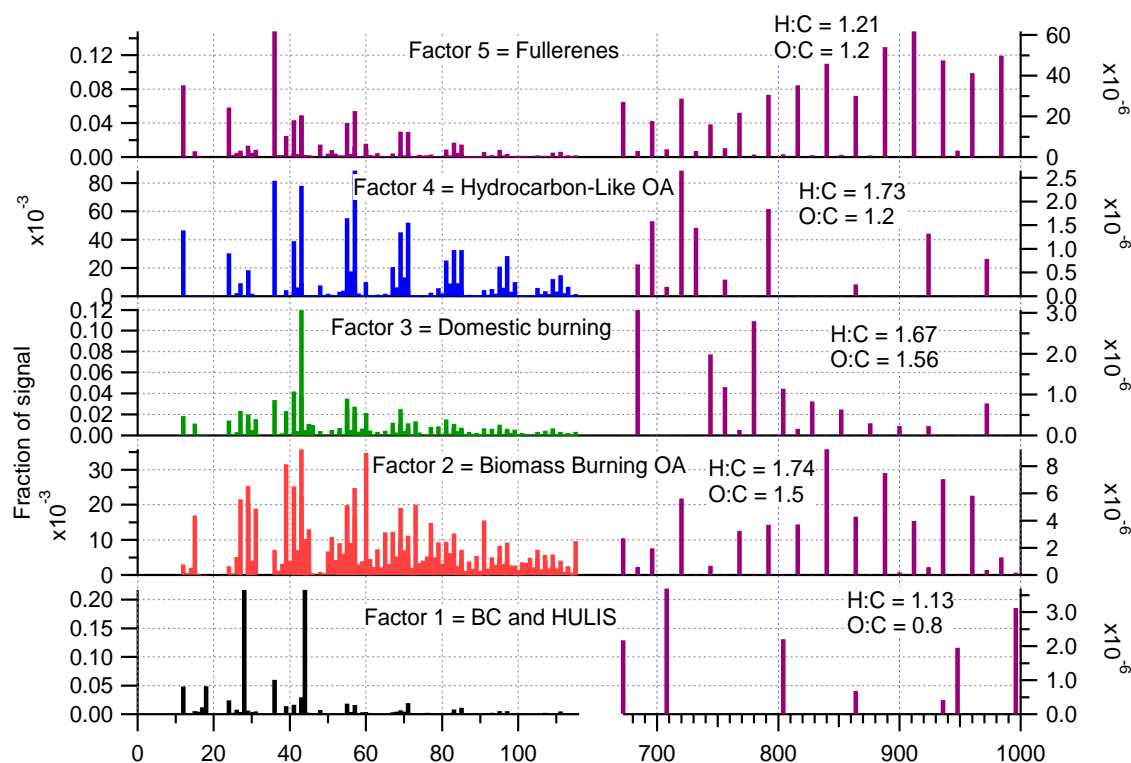 Factor 5 = Fullerenes
H:C = 1.21
O:C = 1.2
0.12
0.08
0.04
0.00
60
40
20
0
x10⁻⁶
Factor 4 = Hydrocarbon-Like OA
H:C = 1.73
O:C = 1.2
x10⁻³
80
60
40
20
0
2.5
2.0
1.5
1.0
0.5
0.0
x10⁻⁶
Factor 3 = Domestic burning
H:C = 1.67
O:C = 1.56
0.12
0.10
0.08
0.06
0.04
0.02
0.00
3.0
2.0
1.0
0.0
x10⁻⁶
Fraction of signal
Factor 2 = Biomass Burning OA
H:C = 1.74
O:C = 1.5
x10⁻³
30
20
10
0
8
6
4
2
0
x10⁻⁶
Factor 1 = BC and HULIS
H:C = 1.13
O:C = 0.8
0.20
0.15
0.10
0.05
0.00
3.0
2.0
1.0
0.0
x10⁻⁶
0 20 40 60 80 100 700 800 900 1000